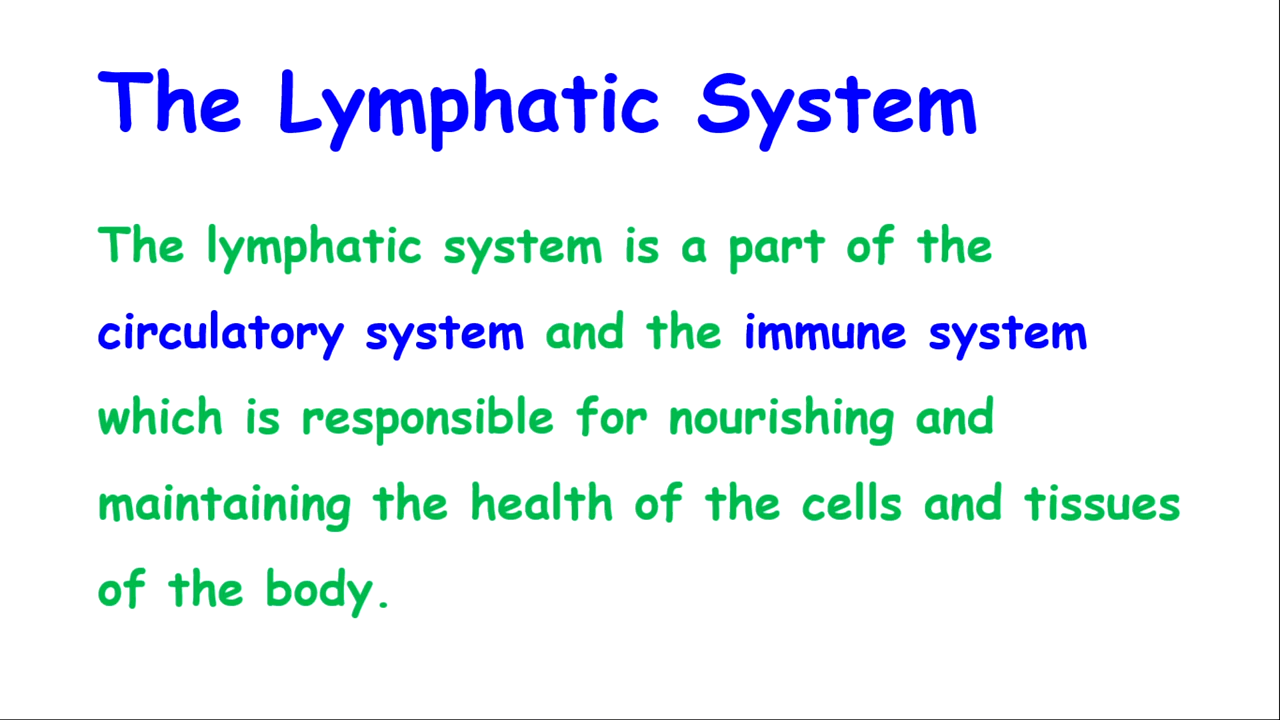 The Lymphatic System
The lymphatic system is a part of the
circulatory system and the immune system
which is responsible for nourishing and
maintaining the health of the cells and tissues
of the body.